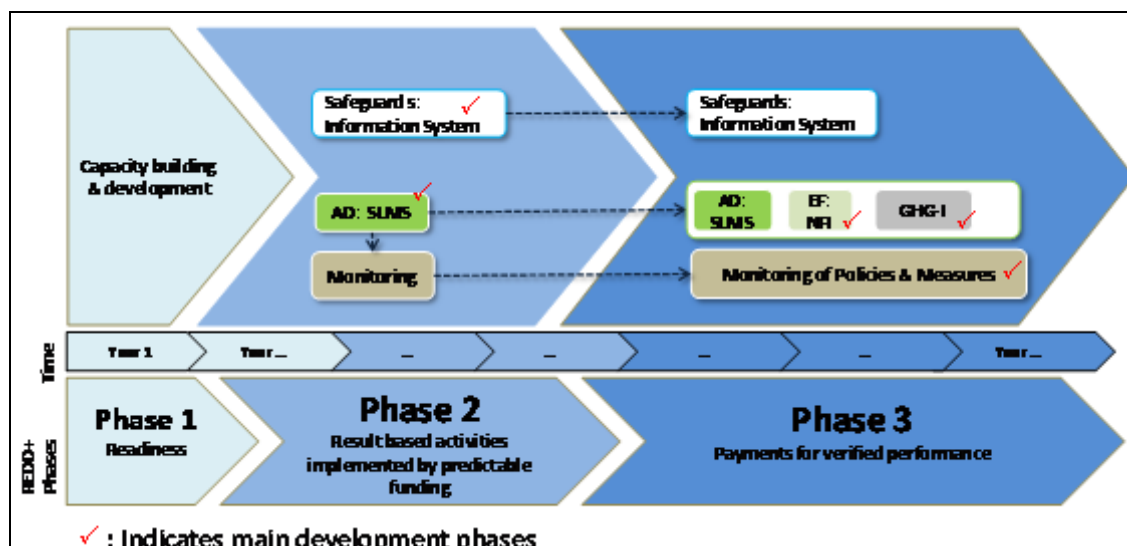 Safeguards:
Information System
Safeguards:
Information System
Capacity building
& development
AD: SLMS
AD:
SLMS
EF:
NFI
GHG-I
Monitoring
Monitoring of Policies & Measures
Time
Year 1
Year ...
...
...
...
...
Year ...
REDD+
Phases
Phase 1
Readiness
Phase 2
Result based activities
implemented by predictable
funding
Phase 3
Payments for verified performance
✓ : Indicates main development phases